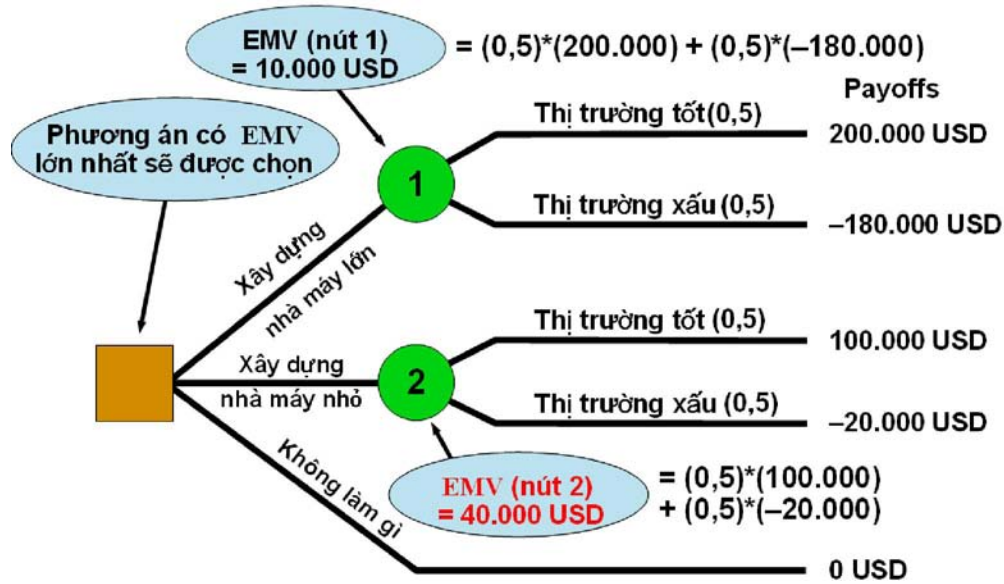 EMV (nút 1)
= 10.000 USD
= (0,5)*(200.000) + (0,5)*(–180.000)
Payoffs
Phương án có EMV
lớn nhất sẽ được chọn
Thị trường tốt(0,5)
200.000 USD
1
Thị trường xấu (0,5)
–180.000 USD
Xây dựng
nhà máy lớn
Thị trường tốt (0,5)
100.000 USD
Xây dựng
nhà máy nhỏ
2
Thị trường xấu (0,5)
–20.000 USD
Không làm gì
EMV (nút 2)
= 40.000 USD
= (0,5)*(100.000)
+ (0,5)*(–20.000)
0 USD